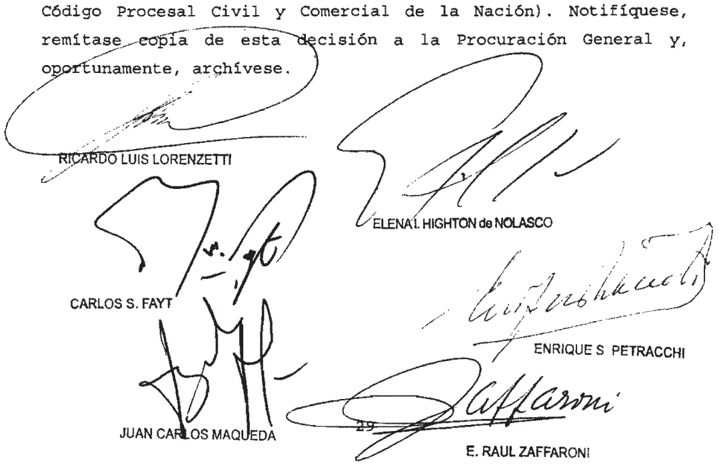 Código Procesal Civil y Comercial de la Nación). Notifíquese,
remítase copia de esta decisión a la Procuración General y,
oportunamente, archívese.
RICARDO LUIS LORENZETTI
ELENA I. HIGHTON de NOLASCO
CARLOS S. FAYT
ENRIQUE S PETRACCHI
JUAN CARLOS MAQUEDA
29
Zaffaroni
E. RAUL ZAFFARONI